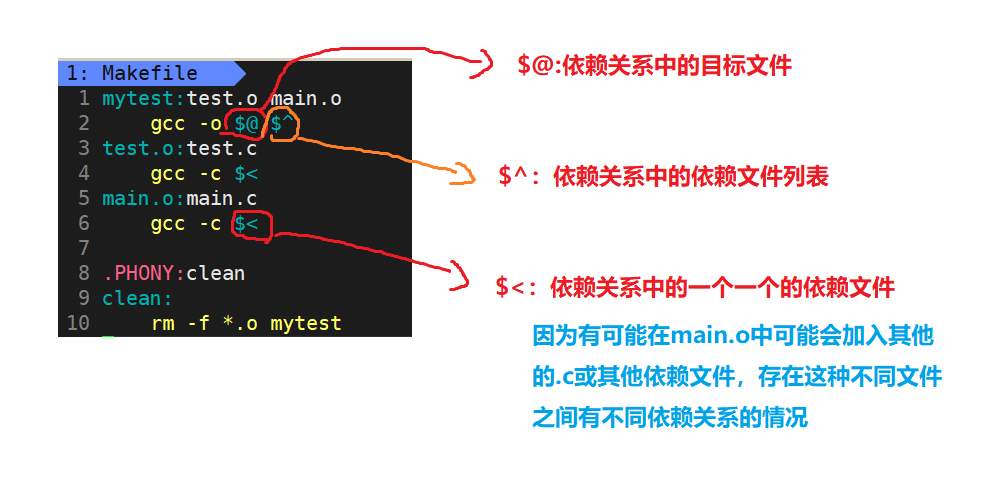 1: Makefile
1 mytest:test.o main.o
2 gcc -o $@ $^
3 test.o:test.c
4 gcc -c $<
5 main.o:main.c
6 gcc -c $<
7
8 .PHONY:clean
9 clean:
10 rm -f *.o mytest
$@:依赖关系中的目标文件
$^：依赖关系中的依赖文件列表
$<：依赖关系中的一个一个的依赖文件
因为有可能在main.o中可能会加入其他
的.c或其他依赖文件，存在这种不同文件
之间有不同依赖关系的情况